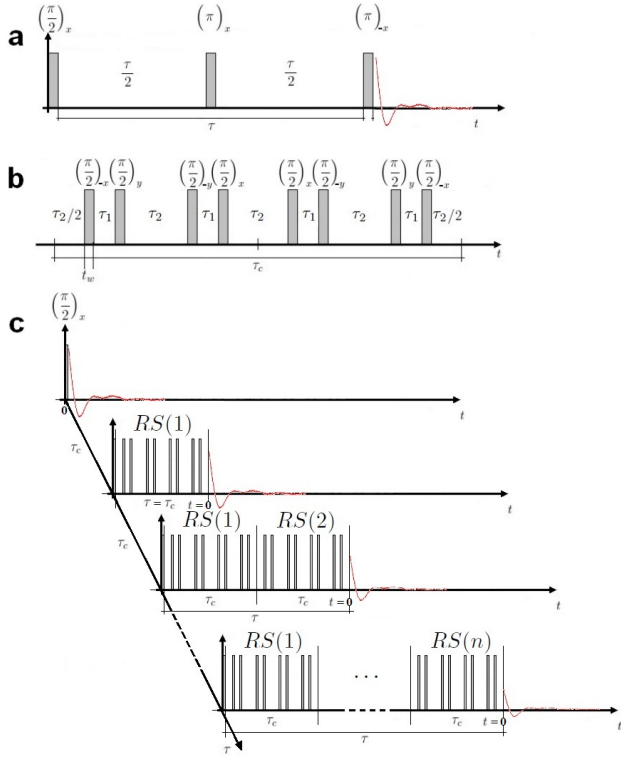 a
(π/2)x (π)x (π)-x
τ/2 τ/2
τ
t
b
(π/2)-x (π/2)y (π/2)-y (π/2)x (π/2)x (π/2)-y (π/2)y (π/2)-x
τ2/2 τ1 τ2 τ1 τ2 τ1 τ2 τ1 τ2/2
tw τc t
c
(π/2)x
0 t
τc
RS(1)
τ = τc t=0 t
τc
RS(1) RS(2)
τc τc t=0 t
τ
RS(1) ... RS(n)
τc τc t=0 t
τ
τ